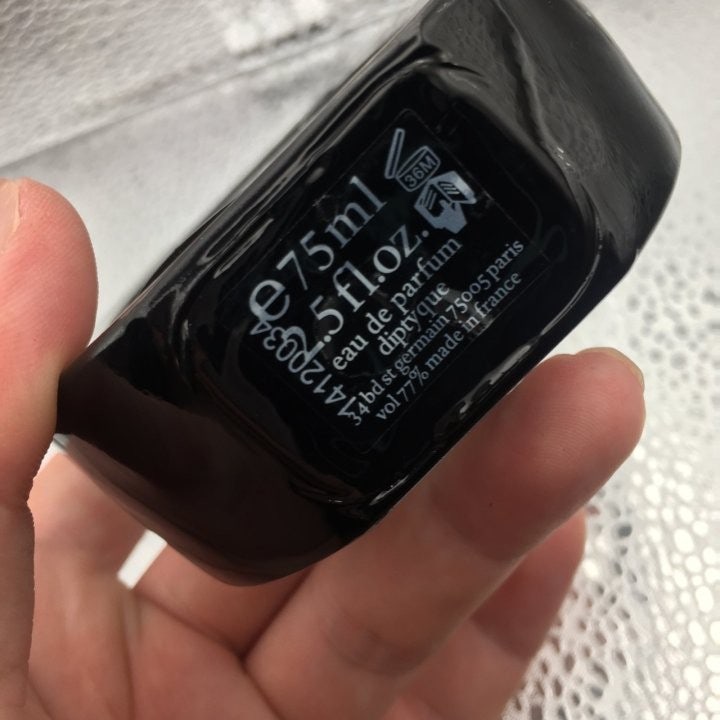 36M
e 75ml
2.5 fl.oz.
eau de parfum
diptyque
34 bd st germain 75005 paris
vol 77% made in france